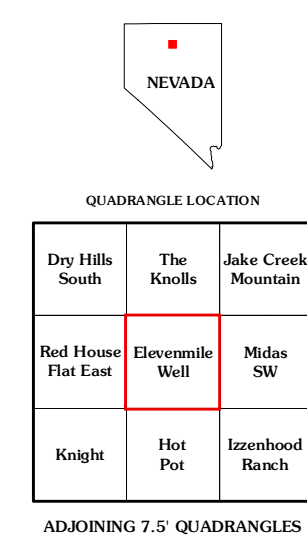 NEVADA
QUADRANGLE LOCATION
Dry Hills
South
The
Knolls
Jake Creek
Mountain
Red House
Flat East
Elevenmile
Well
Midas
SW
Knight
Hot
Pot
Izzenhood
Ranch
ADJOINING 7.5' QUADRANGLES